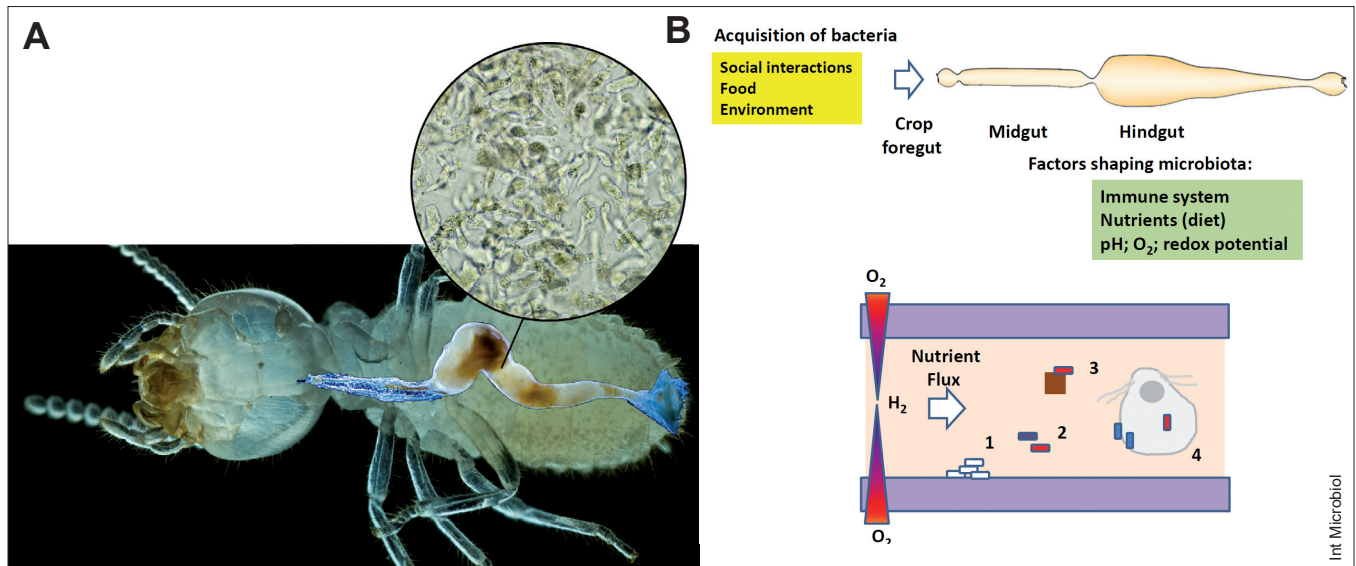 A
B
Acquisition of bacteria
Social interactions
Food
Environment
Crop
foregut
Midgut
Hindgut
Factors shaping microbiota:
Immune system
Nutrients (diet)
pH; O₂; redox potential
O₂
Nutrient
Flux
H₂
1
2
3
4
O₂
Int Microbiol